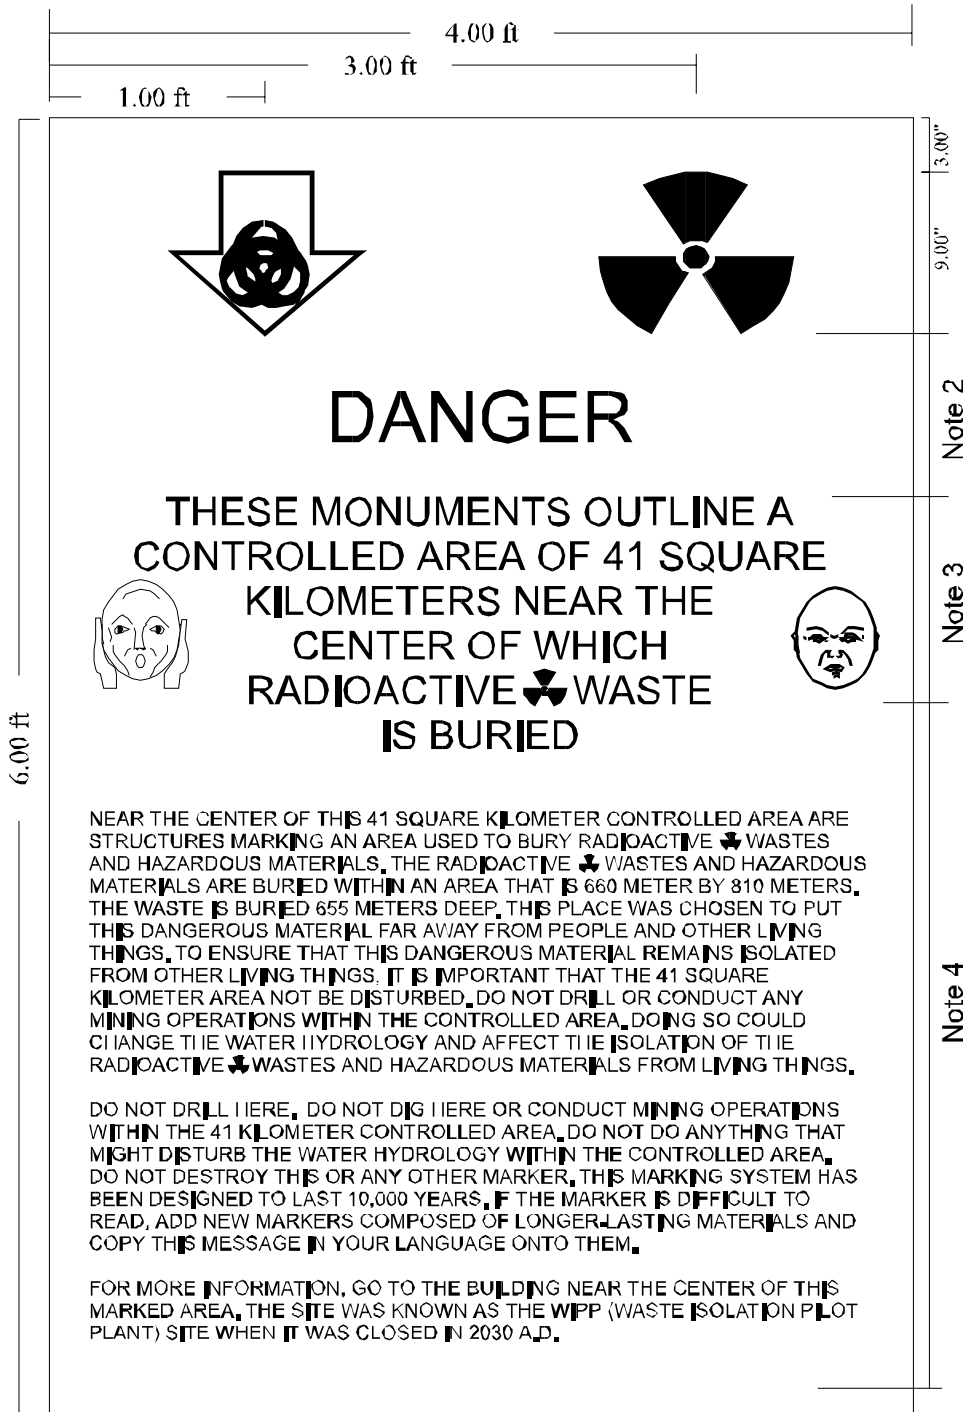 4.00 ft
3.00 ft
1.00 ft
3.00"
9.00"
DANGER
Note 2
THESE MONUMENTS OUTLINE A
CONTROLLED AREA OF 41 SQUARE
KILOMETERS NEAR THE
CENTER OF WHICH
RADIOACTIVE WASTE
IS BURIED
Note 3
6.00 ft
NEAR THE CENTER OF THIS 41 SQUARE KILOMETER CONTROLLED AREA ARE
STRUCTURES MARKING AN AREA USED TO BURY RADIOACTIVE WASTES
AND HAZARDOUS MATERIALS. THE RADIOACTIVE WASTES AND HAZARDOUS
MATERIALS ARE BURIED WITHIN AN AREA THAT IS 660 METER BY 810 METERS.
THE WASTE IS BURIED 655 METERS DEEP. THIS PLACE WAS CHOSEN TO PUT
THIS DANGEROUS MATERIAL FAR AWAY FROM PEOPLE AND OTHER LIVING
THINGS. TO ENSURE THAT THIS DANGEROUS MATERIAL REMAINS ISOLATED
FROM OTHER LIVING THINGS, IT IS IMPORTANT THAT THE 41 SQUARE
KILOMETER AREA NOT BE DISTURBED. DO NOT DRILL OR CONDUCT ANY
MINING OPERATIONS WITHIN THE CONTROLLED AREA. DOING SO COULD
CHANGE THE WATER HYDROLOGY AND AFFECT THE ISOLATION OF THE
RADIOACTIVE WASTES AND HAZARDOUS MATERIALS FROM LIVING THINGS.
Note 4
DO NOT DRILL HERE. DO NOT DIG HERE OR CONDUCT MINING OPERATIONS
WITHIN THE 41 KILOMETER CONTROLLED AREA. DO NOT DO ANYTHING THAT
MIGHT DISTURB THE WATER HYDROLOGY WITHIN THE CONTROLLED AREA.
DO NOT DESTROY THIS OR ANY OTHER MARKER. THIS MARKING SYSTEM HAS
BEEN DESIGNED TO LAST 10,000 YEARS. IF THE MARKER IS DIFFICULT TO
READ, ADD NEW MARKERS COMPOSED OF LONGER-LASTING MATERIALS AND
COPY THIS MESSAGE IN YOUR LANGUAGE ONTO THEM.
FOR MORE INFORMATION, GO TO THE BUILDING NEAR THE CENTER OF THIS
MARKED AREA. THE SITE WAS KNOWN AS THE WIPP (WASTE ISOLATION PILOT
PLANT) SITE WHEN IT WAS CLOSED IN 2030 A.D.